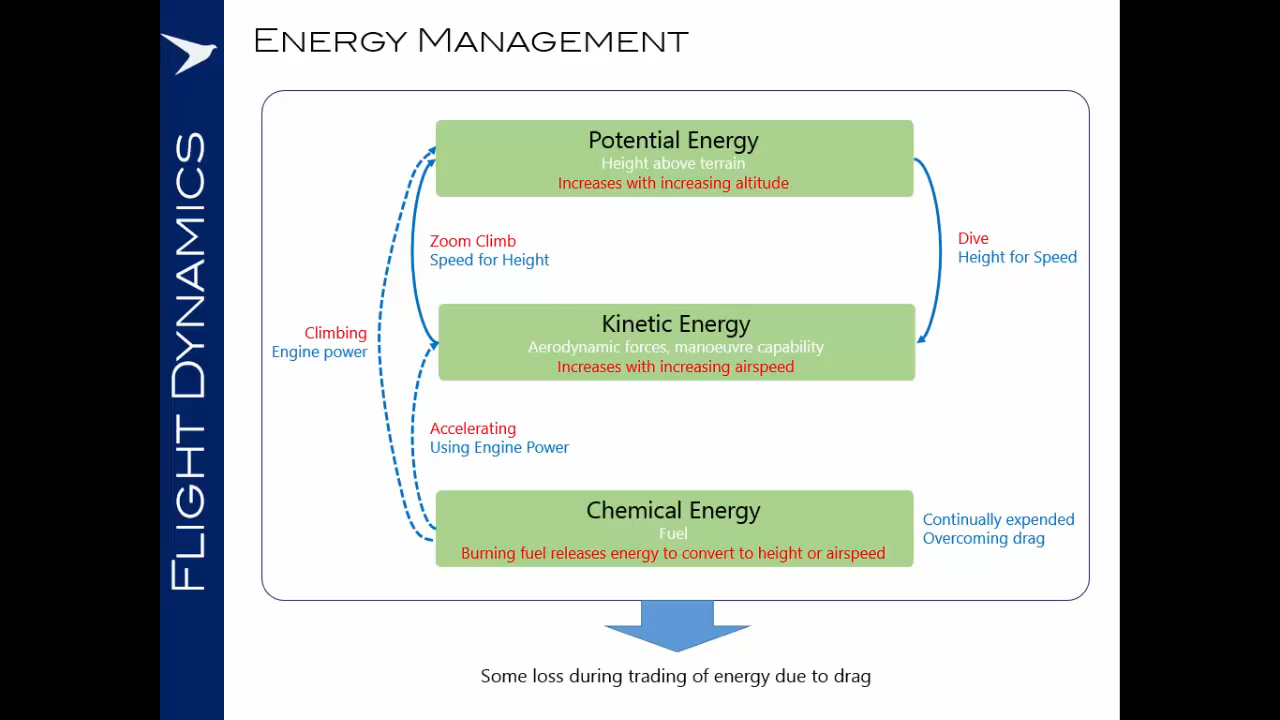 FLIGHT DYNAMICS
ENERGY MANAGEMENT
Potential Energy
Height above terrain
Increases with increasing altitude
Zoom Climb
Speed for Height
Dive
Height for Speed
Kinetic Energy
Aerodynamic forces, manoeuvre capability
Increases with increasing airspeed
Climbing
Engine power
Accelerating
Using Engine Power
Chemical Energy
Fuel
Burning fuel releases energy to convert to height or airspeed
Continually expended
Overcoming drag
Some loss during trading of energy due to drag